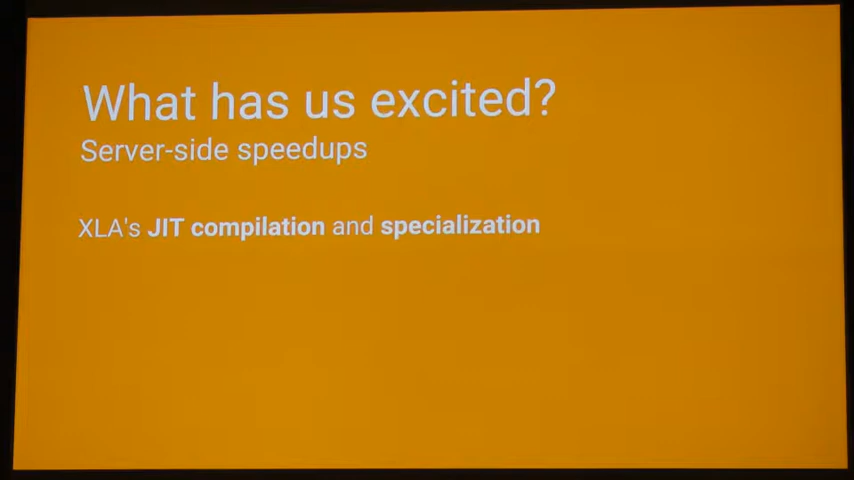 What has us excited?
Server-side speedups
XLA's JIT compilation and specialization